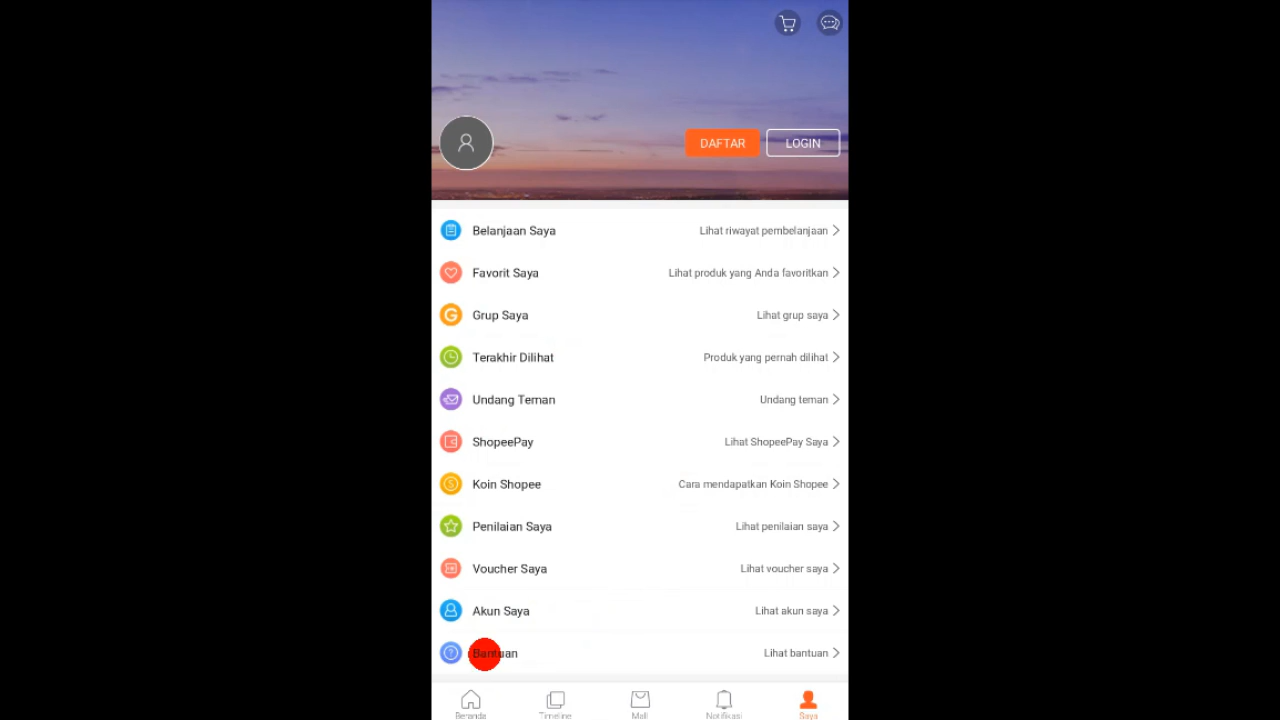 DAFTAR LOGIN
Belanjaan Saya Lihat riwayat pembelanjaan
Favorit Saya Lihat produk yang Anda favoritkan
Grup Saya Lihat grup saya
Terakhir Dilihat Produk yang pernah dilihat
Undang Teman Undang teman
ShopeePay Lihat ShopeePay Saya
Koin Shopee Cara mendapatkan Koin Shopee
Penilaian Saya Lihat penilaian saya
Voucher Saya Lihat voucher saya
Akun Saya Lihat akun saya
Bantuan Lihat bantuan
Beranda Timeline Mall Notifikasi Saya